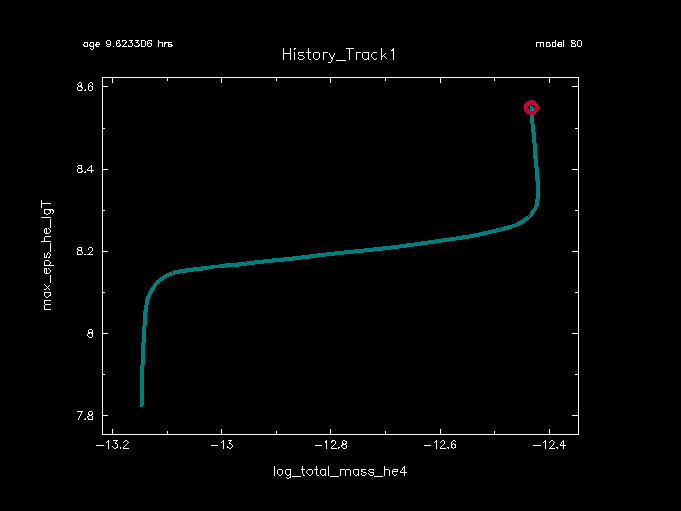 age 9.623306 hrs
model 80
History_Track1
8.6
8.4
8.2
8
7.8
max_eps_he_lgT
−13.2
−13
−12.8
−12.6
−12.4
log_total_mass_he4